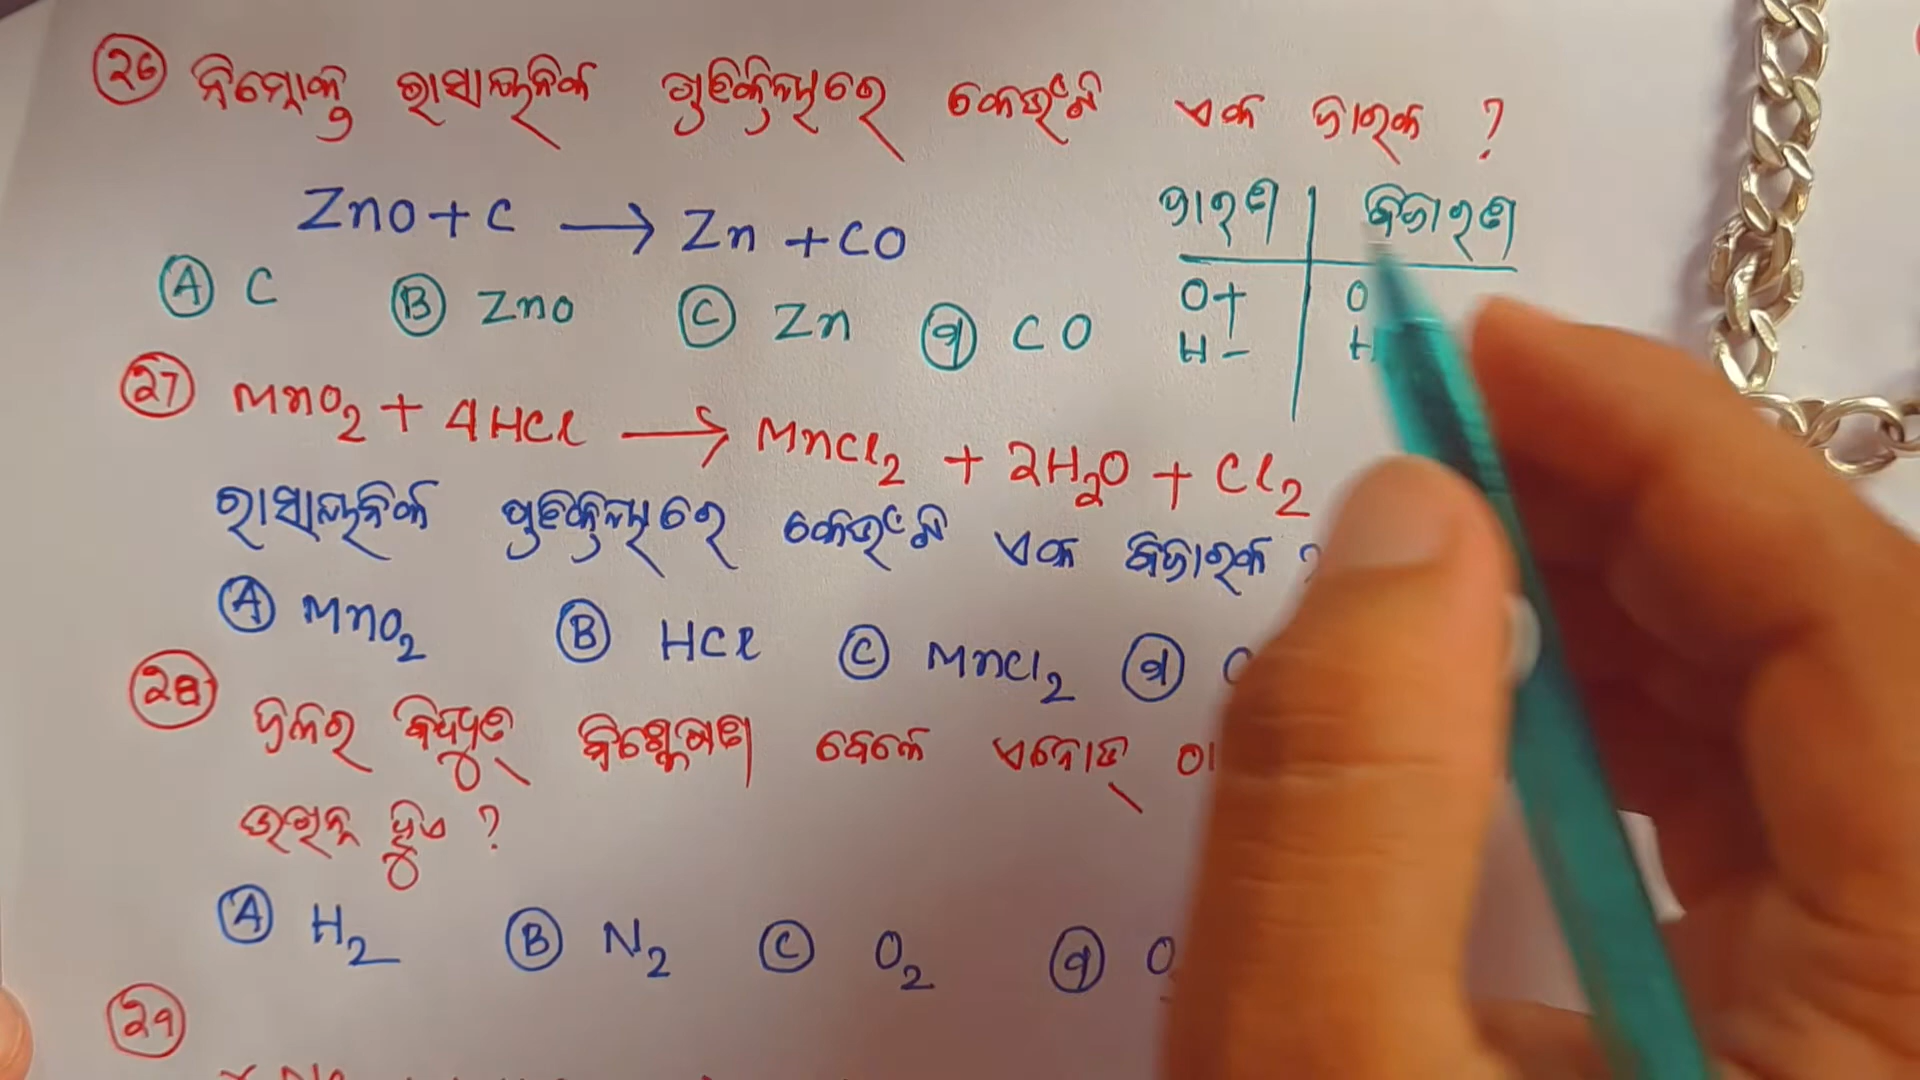 26 ନିମ୍ନୋକ୍ତ ରାସାୟନିକ ପ୍ରତିକ୍ରିୟାରେ କେଉଁଟି ଏକ ଜାରକ ?
ZnO + C → Zn + CO
A C B ZnO C Zn D CO
ଜାରଣ | ବିଜାରଣ
O + | O
H - | H
27 MnO2 + 4HCl → MnCl2 + 2H2O + Cl2
ରାସାୟନିକ ପ୍ରତିକ୍ରିୟାରେ କେଉଁଟି ଏକ ବିଜାରକ ?
A MnO2 B HCl C MnCl2 D C
28 ଜଳର ବିଦ୍ୟୁତ୍ ବିଶ୍ଳେଷଣ ବେଳେ ଏନୋଡ୍ ଠା
ଉତ୍ପନ୍ନ ହୁଏ ?
A H2 B N2 C O2 D O
29